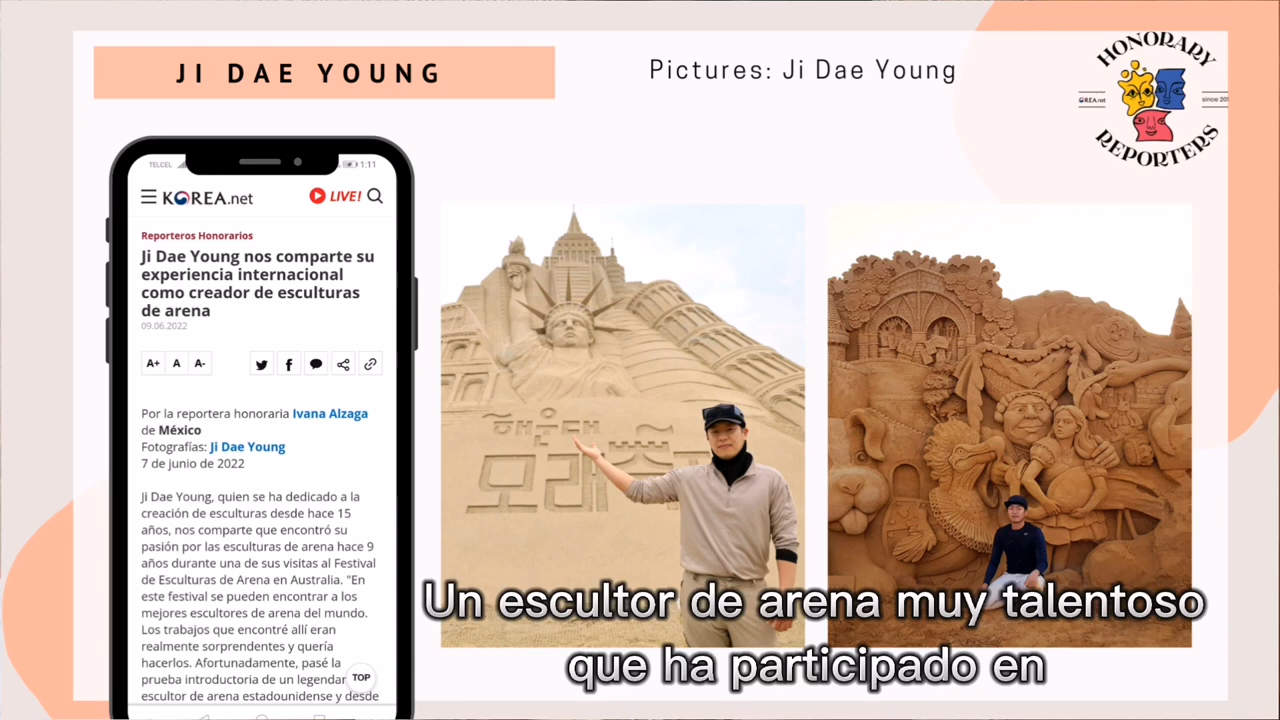 JI DAE YOUNG
Pictures: Ji Dae Young
HONORARY
KOREA.net
since 20
REPORTERS
TELCEL
1:11
KOREA.net
LIVE!
Reporteros Honorarios
Ji Dae Young nos comparte su
experiencia internacional
como creador de esculturas
de arena
09.06.2022
A+ A A-
Por la reportera honoraria Ivana Alzaga
de México
Fotografías: Ji Dae Young
7 de junio de 2022
Ji Dae Young, quien se ha dedicado a la
creación de esculturas desde hace 15
años, nos comparte que encontró su
pasión por las esculturas de arena hace 9
años durante una de sus visitas al Festival
de Esculturas de Arena en Australia. "En
este festival se pueden encontrar a los
mejores escultores de arena del mundo.
Los trabajos que encontré allí eran
realmente sorprendentes y quería
hacerlos. Afortunadamente, pasé la
prueba introductoria de un legendar
escultor de arena estadounidense y desde
TOP
해운대
모래
Un escultor de arena muy talentoso
que ha participado en